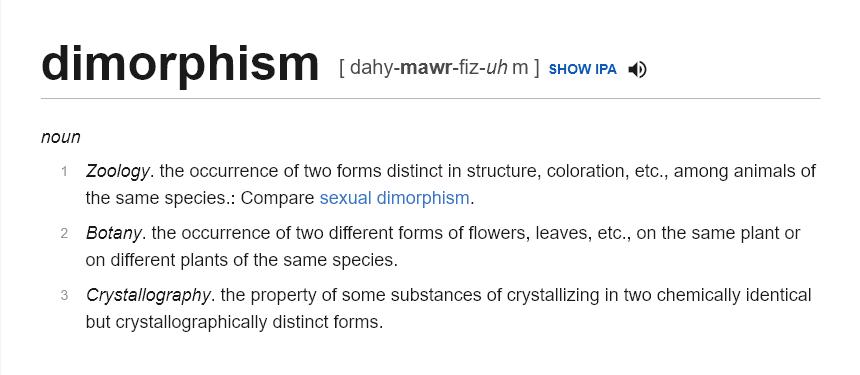 dimorphism [ dahy-mawr-fiz-uh m ] SHOW IPA
noun
1 Zoology. the occurrence of two forms distinct in structure, coloration, etc., among animals of
the same species.: Compare sexual dimorphism.
2 Botany. the occurrence of two different forms of flowers, leaves, etc., on the same plant or
on different plants of the same species.
3 Crystallography. the property of some substances of crystallizing in two chemically identical
but crystallographically distinct forms.